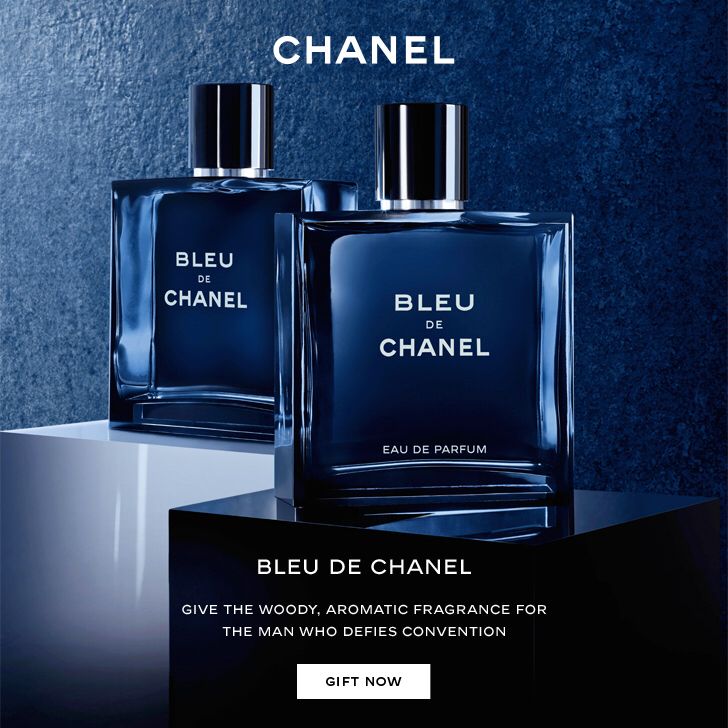 CHANEL
BLEU
DE
CHANEL
BLEU
DE
CHANEL
EAU DE PARFUM
BLEU DE CHANEL
GIVE THE WOODY, AROMATIC FRAGRANCE FOR
THE MAN WHO DEFIES CONVENTION
GIFT NOW